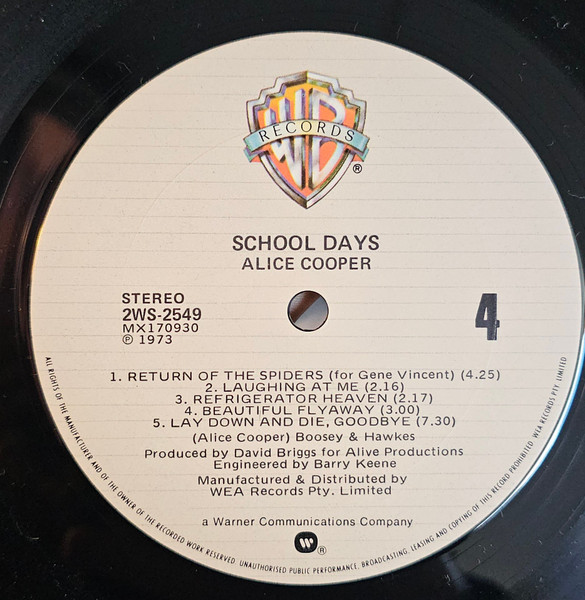 WB
RECORDS
®
SCHOOL DAYS
ALICE COOPER
STEREO
2WS-2549
MX170930
℗ 1973
4
1. RETURN OF THE SPIDERS (for Gene Vincent) (4.25)
2. LAUGHING AT ME (2.16)
3. REFRIGERATOR HEAVEN (2.17)
4. BEAUTIFUL FLYAWAY (3.00)
5. LAY DOWN AND DIE, GOODBYE (7.30)
(Alice Cooper) Boosey & Hawkes
Produced by David Briggs for Alive Productions
Engineered by Barry Keene
Manufactured & Distributed by
WEA Records Pty. Limited
a Warner Communications Company
®
ALL RIGHTS OF THE MANUFACTURER AND OF THE OWNER OF THE RECORDED WORK RESERVED. UNAUTHORISED PUBLIC PERFORMANCE, BROADCASTING, LEASING AND COPYING OF THIS RECORD PROHIBITED. WEA RECORDS PTY. LIMITED